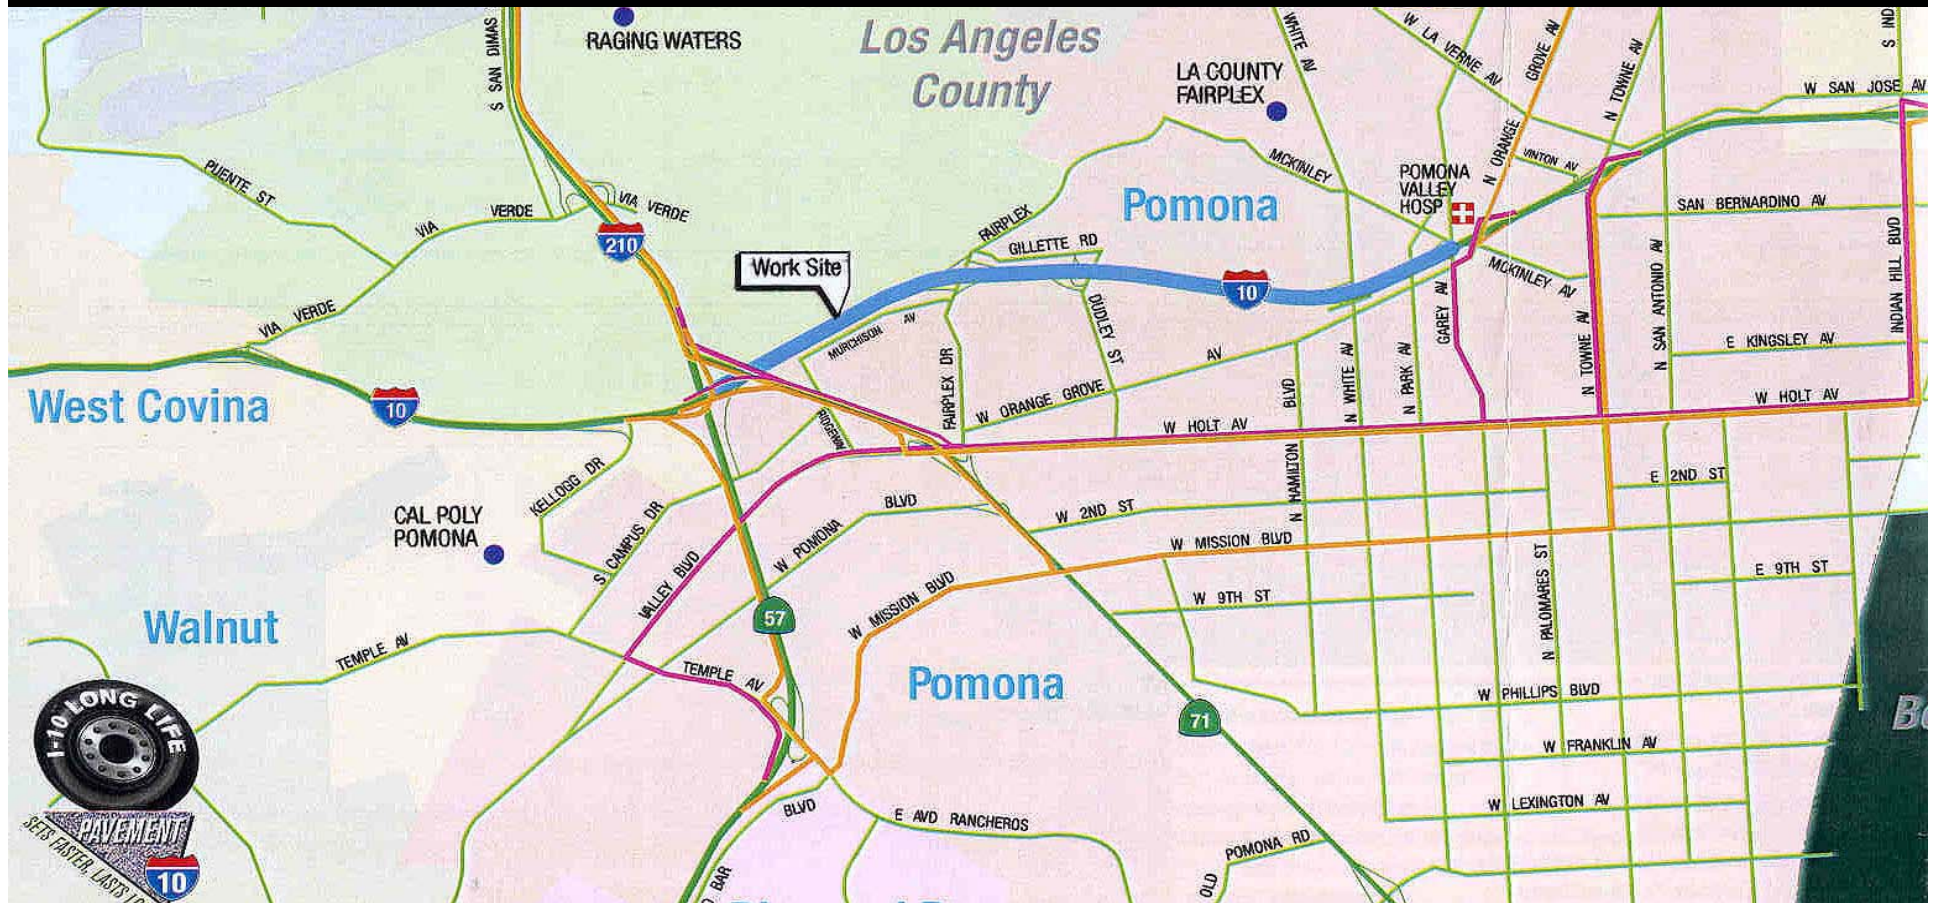 S SAN DIMAS
RAGING WATERS
Los Angeles
County
WHITE AV
W LA VERNE AV
GROVE AV
N TOWNE AV
S IND
LA COUNTY
FAIRPLEX
W SAN JOSE AV
PUENTE ST
VIA VERDE
VIA VERDE
210
MCKINLEY
N ORANGE
VINTON AV
POMONA
VALLEY
HOSP
Pomona
SAN BERNARDINO AV
FAIRPLEX
GILLETTE RD
Work Site
10
MCKINLEY AV
GAREY AV
N SAN ANTONIO AV
INDIAN HILL BLVD
VIA VERDE
MURCHISON AV
DUDLEY ST
AV
E KINGSLEY AV
N TOWNE AV
West Covina
10
FAIRPLEX DR
W ORANGE GROVE
BLVD
N WHITE AV
N PARK AV
W HOLT AV
W HOLT AV
N HAMILTON
KELLOGG DR
CAL POLY
POMONA
S CAMPUS DR
BLVD
W POMONA
W 2ND ST
E 2ND ST
W MISSION BLVD
VALLEY BLVD
W MISSION BLVD
W 9TH ST
E 9TH ST
N PALOMARES ST
Walnut
57
TEMPLE AV
TEMPLE AV
Pomona
W PHILLIPS BLVD
71
W FRANKLIN AV
I-10 LONG LIFE
PAVEMENT
SETS FASTER, LASTS LO
10
BLVD
E AVD RANCHEROS
W LEXINGTON AV
POMONA RD
OLD
BAR